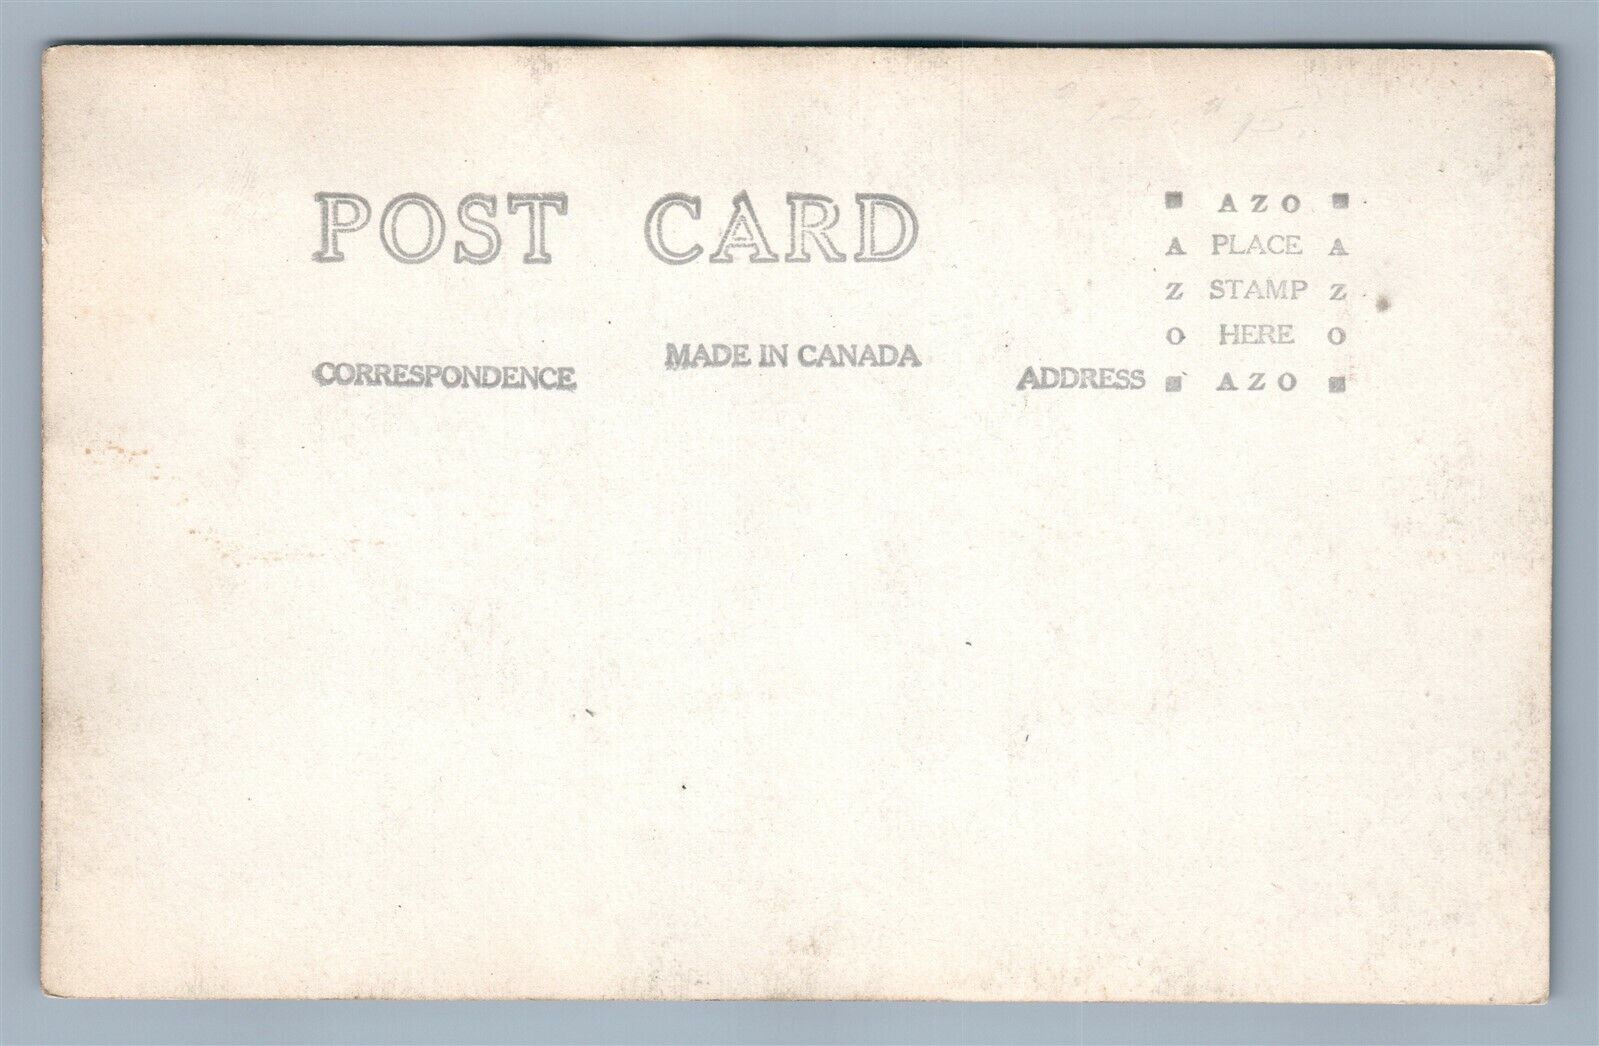 POST CARD
CORRESPONDENCE
MADE IN CANADA
ADDRESS
AZO
A PLACE A
Z STAMP Z
O HERE O
AZO